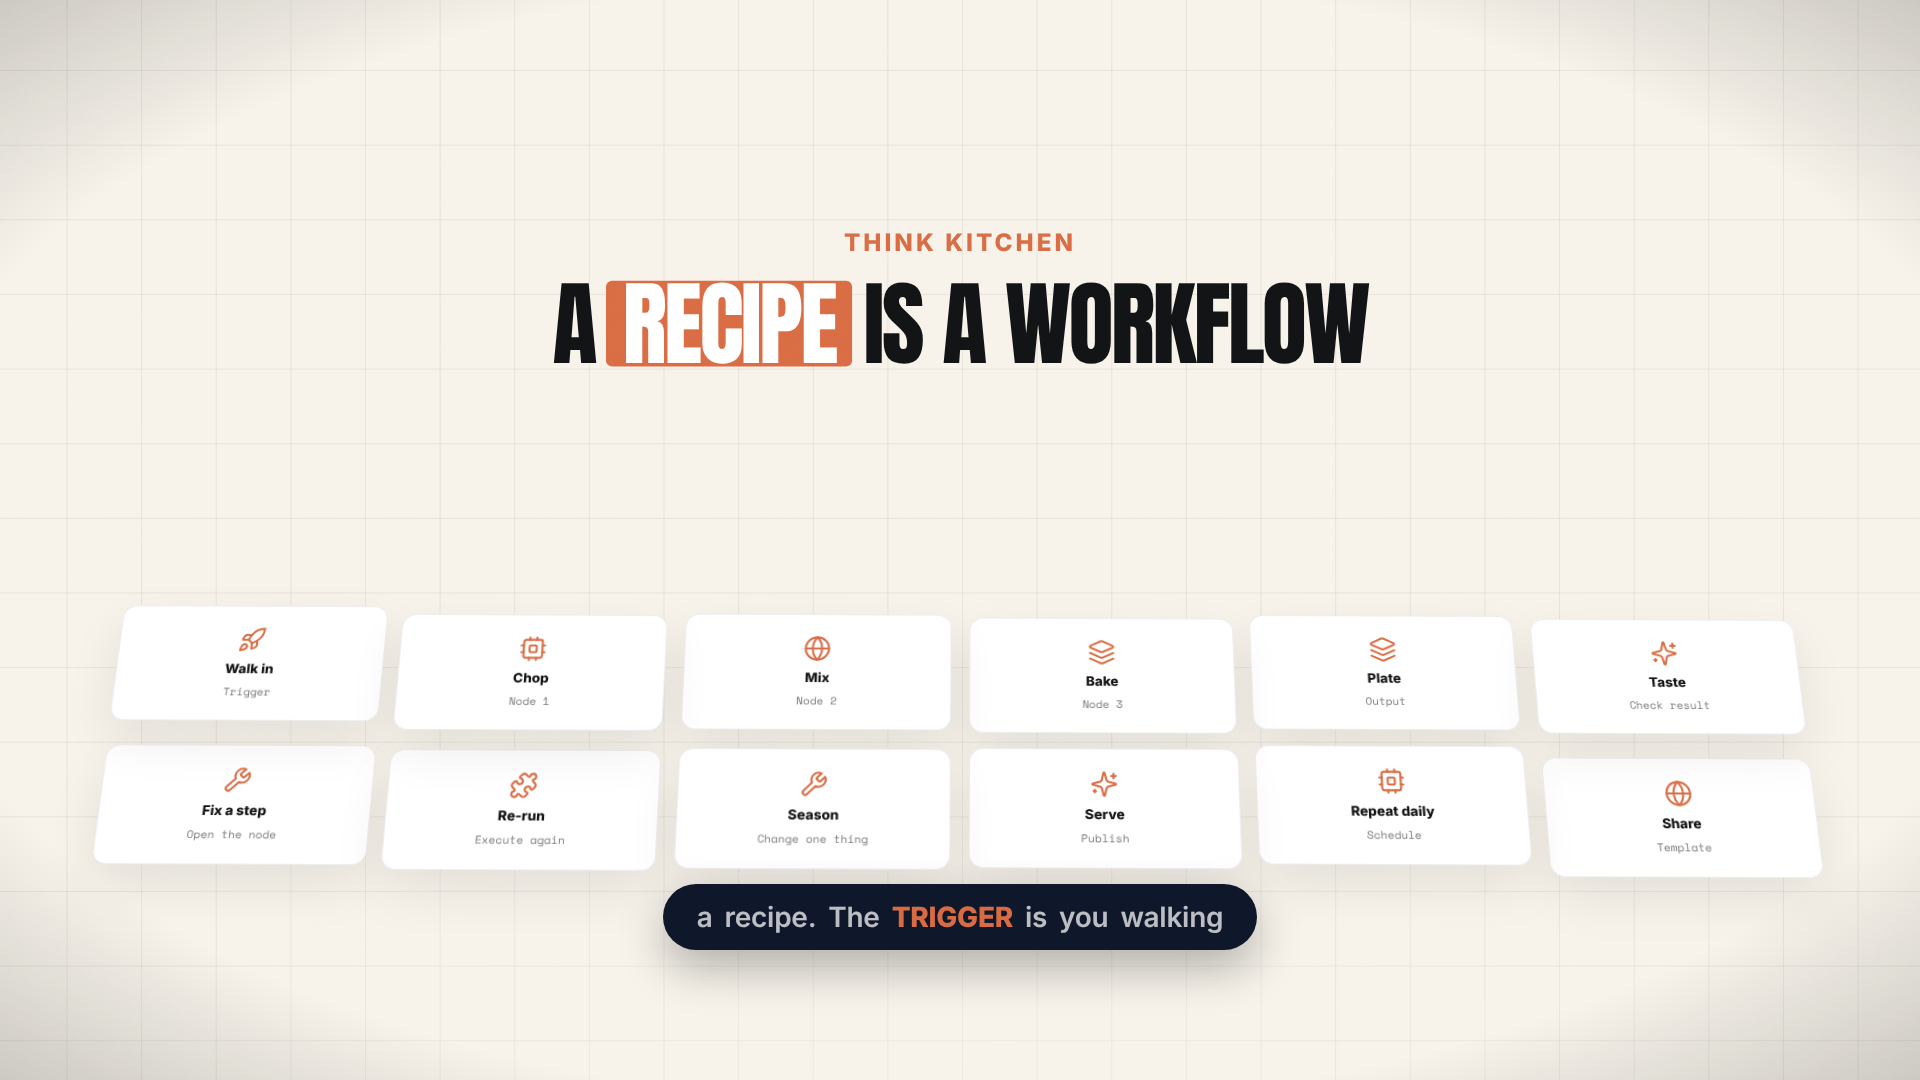 THINK KITCHEN
A RECIPE IS A WORKFLOW
Walk in
Trigger
Chop
Node 1
Mix
Node 2
Bake
Node 3
Plate
Output
Taste
Check result
Fix a step
Open the node
Re-run
Execute again
Season
Change one thing
Serve
Publish
Repeat daily
Schedule
Share
Template
a recipe. The TRIGGER is you walking